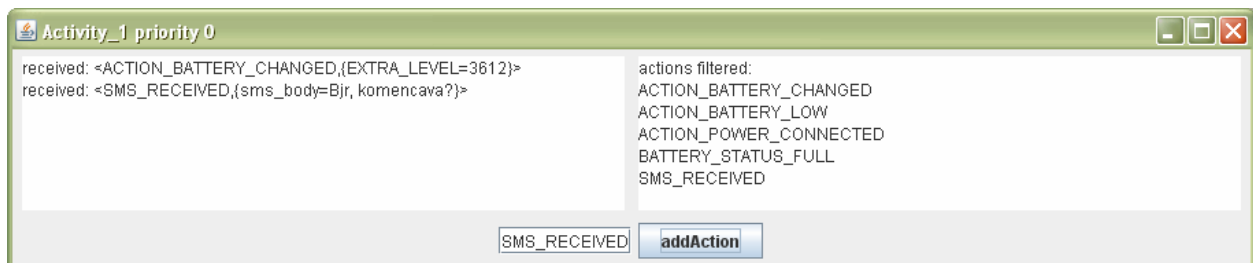 Activity_1 priority 0
received: <ACTION_BATTERY_CHANGED,{EXTRA_LEVEL=3612}>
received: <SMS_RECEIVED,{sms_body=Bjr, komencava?}>
actions filtered:
ACTION_BATTERY_CHANGED
ACTION_BATTERY_LOW
ACTION_POWER_CONNECTED
BATTERY_STATUS_FULL
SMS_RECEIVED
SMS_RECEIVED
addAction